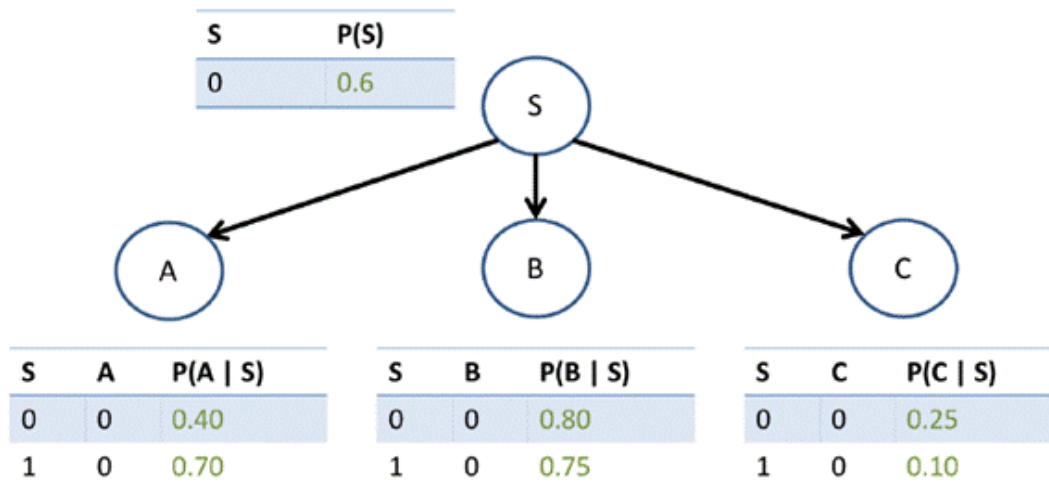 S P(S)
0 0.6
S
A
B
C
S A P(A | S)
0 0 0.40
1 0 0.70
S B P(B | S)
0 0 0.80
1 0 0.75
S C P(C | S)
0 0 0.25
1 0 0.10